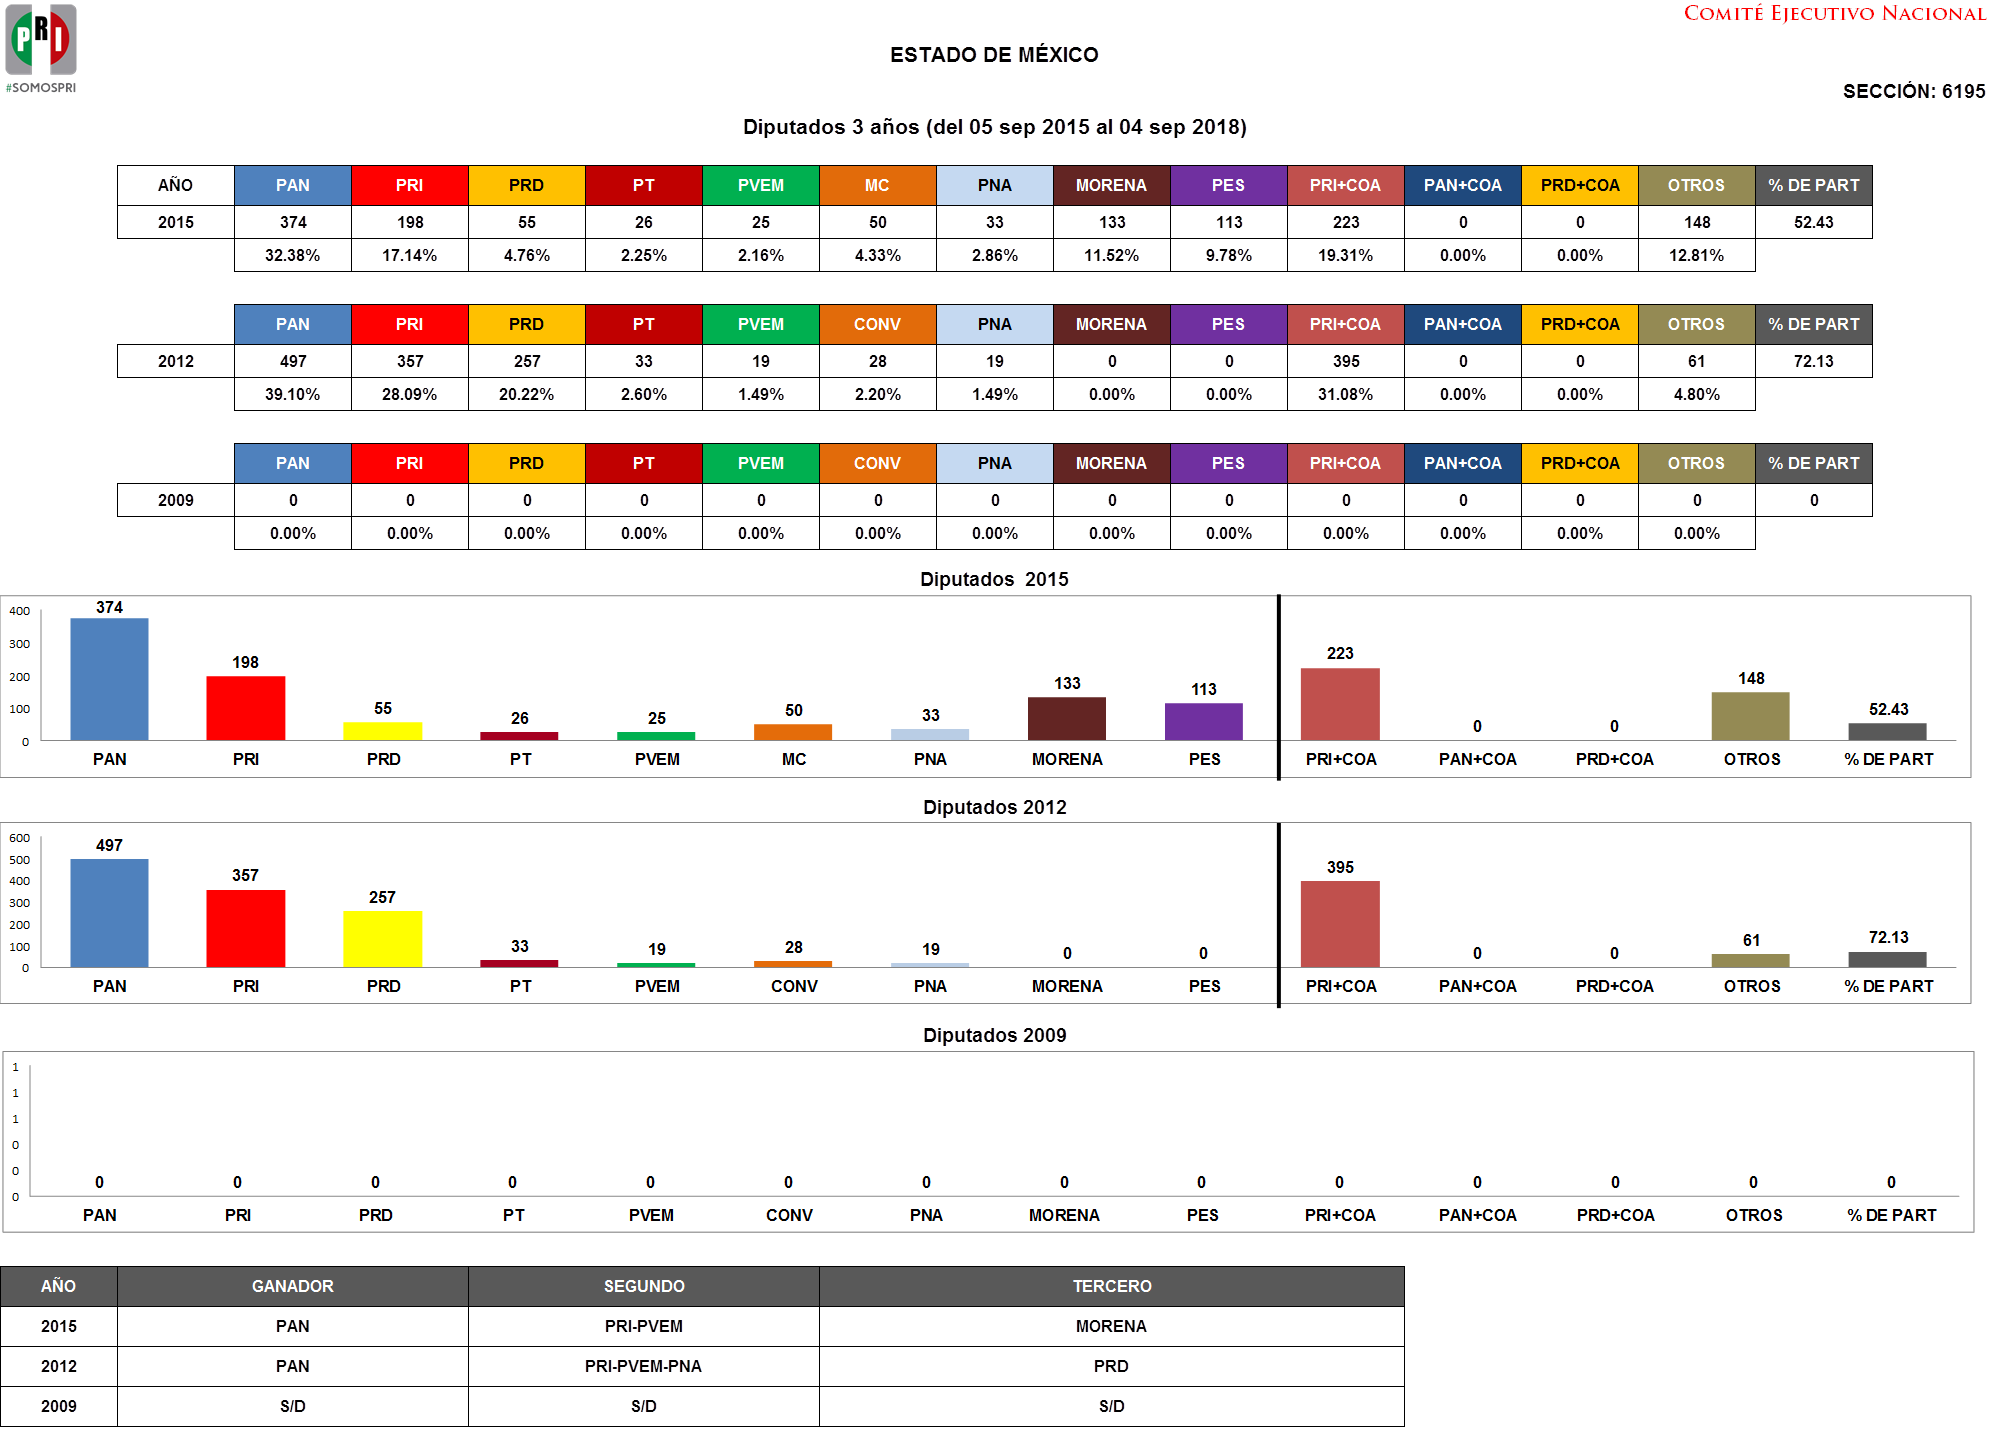 PRI
#SOMOSPRI
COMITÉ EJECUTIVO NACIONAL
ESTADO DE MÉXICO
SECCIÓN: 6195
Diputados 3 años (del 05 sep 2015 al 04 sep 2018)
AÑO PAN PRI PRD PT PVEM MC PNA MORENA PES PRI+COA PAN+COA PRD+COA OTROS % DE PART
2015 374 198 55 26 25 50 33 133 113 223 0 0 148 52.43
32.38% 17.14% 4.76% 2.25% 2.16% 4.33% 2.86% 11.52% 9.78% 19.31% 0.00% 0.00% 12.81%
PAN PRI PRD PT PVEM CONV PNA MORENA PES PRI+COA PAN+COA PRD+COA OTROS % DE PART
2012 497 357 257 33 19 28 19 0 0 395 0 0 61 72.13
39.10% 28.09% 20.22% 2.60% 1.49% 2.20% 1.49% 0.00% 0.00% 31.08% 0.00% 0.00% 4.80%
PAN PRI PRD PT PVEM CONV PNA MORENA PES PRI+COA PAN+COA PRD+COA OTROS % DE PART
2009 0 0 0 0 0 0 0 0 0 0 0 0 0 0
0.00% 0.00% 0.00% 0.00% 0.00% 0.00% 0.00% 0.00% 0.00% 0.00% 0.00% 0.00% 0.00%
Diputados 2015
400
300
200
100
0
374 198 55 26 25 50 33 133 113 223 0 0 148 52.43
PAN PRI PRD PT PVEM MC PNA MORENA PES PRI+COA PAN+COA PRD+COA OTROS % DE PART
Diputados 2012
600
500
400
300
200
100
0
497 357 257 33 19 28 19 0 0 395 0 0 61 72.13
PAN PRI PRD PT PVEM CONV PNA MORENA PES PRI+COA PAN+COA PRD+COA OTROS % DE PART
Diputados 2009
1
1
1
0
0
0
0 0 0 0 0 0 0 0 0 0 0 0 0 0
PAN PRI PRD PT PVEM CONV PNA MORENA PES PRI+COA PAN+COA PRD+COA OTROS % DE PART
AÑO GANADOR SEGUNDO TERCERO
2015 PAN PRI-PVEM MORENA
2012 PAN PRI-PVEM-PNA PRD
2009 S/D S/D S/D